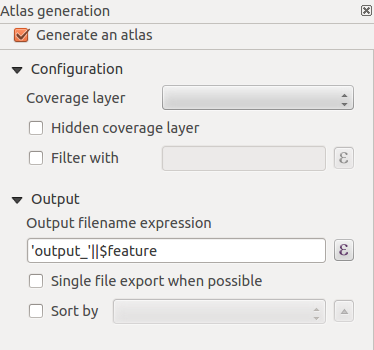 Atlas generation
Generate an atlas
Configuration
Coverage layer
Hidden coverage layer
Filter with
ε
Output
Output filename expression
'output_'||$feature
ε
Single file export when possible
Sort by